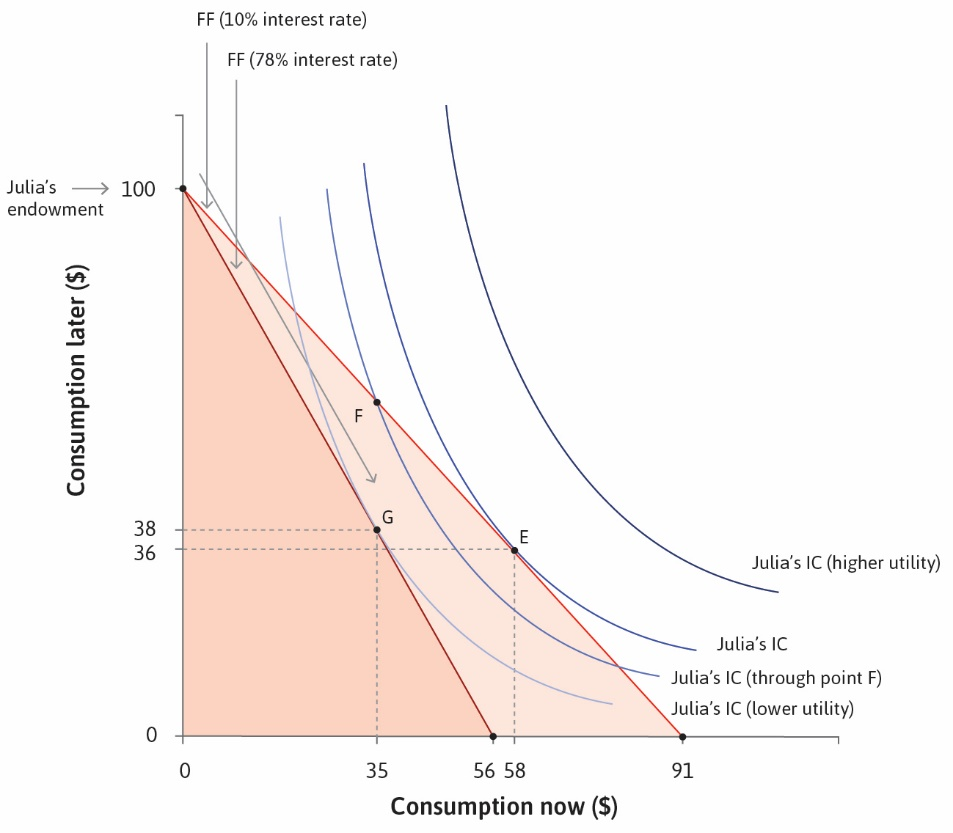 FF (10% interest rate)
FF (78% interest rate)
Julia's
endowment
100
Consumption later ($)
F
G
E
38
36
Julia's IC (higher utility)
Julia's IC
Julia's IC (through point F)
Julia's IC (lower utility)
0
0
35
56
58
91
Consumption now ($)